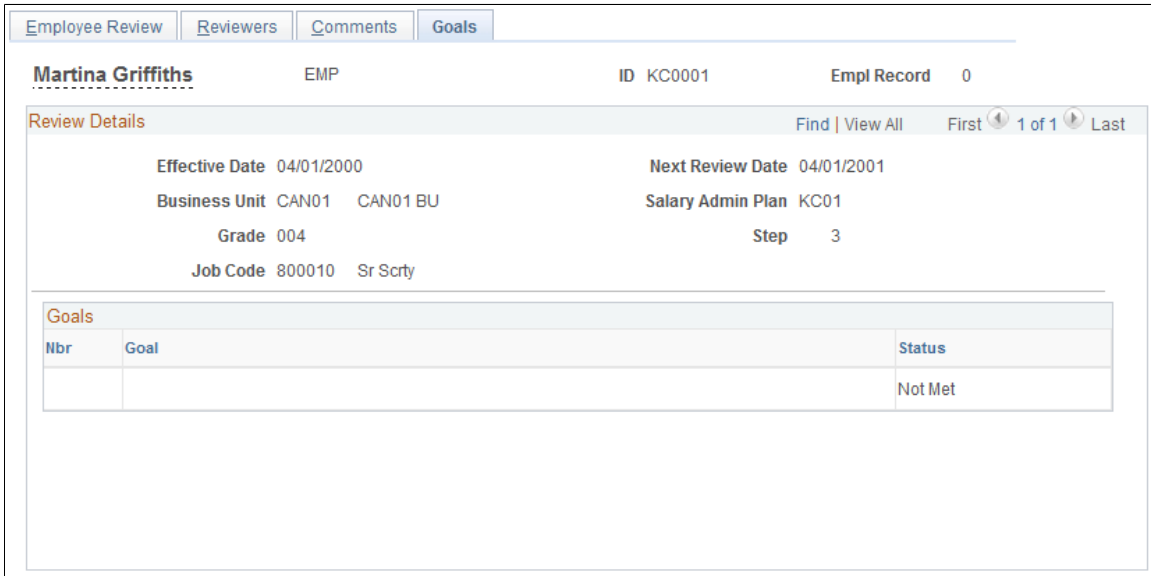 Employee Review Reviewers Comments Goals
Martina Griffiths EMP ID KC0001 Empl Record 0
Review Details Find | View All First 1 of 1 Last
Effective Date 04/01/2000 Next Review Date 04/01/2001
Business Unit CAN01 CAN01 BU Salary Admin Plan KC01
Grade 004 Step 3
Job Code 800010 Sr Scrty
Goals
Nbr Goal Status
Not Met